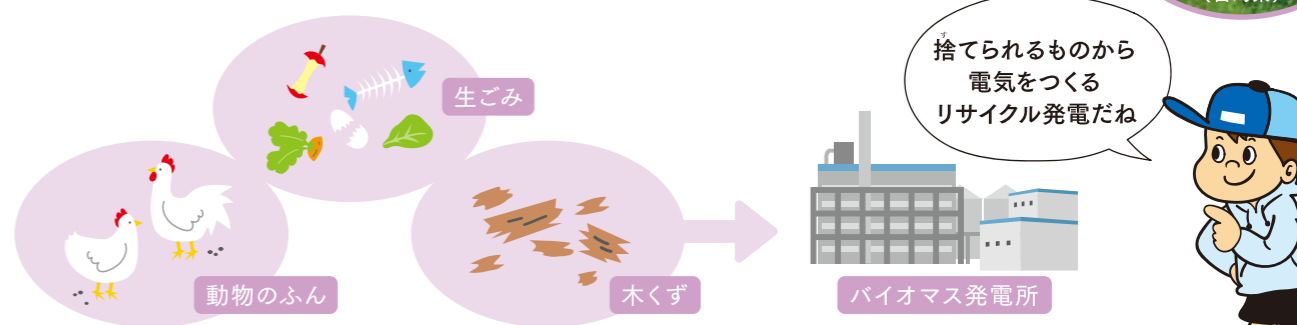 捨てられるものから
電気をつくる
リサイクル発電だね
生ごみ
動物のふん
木くず
バイオマス発電所